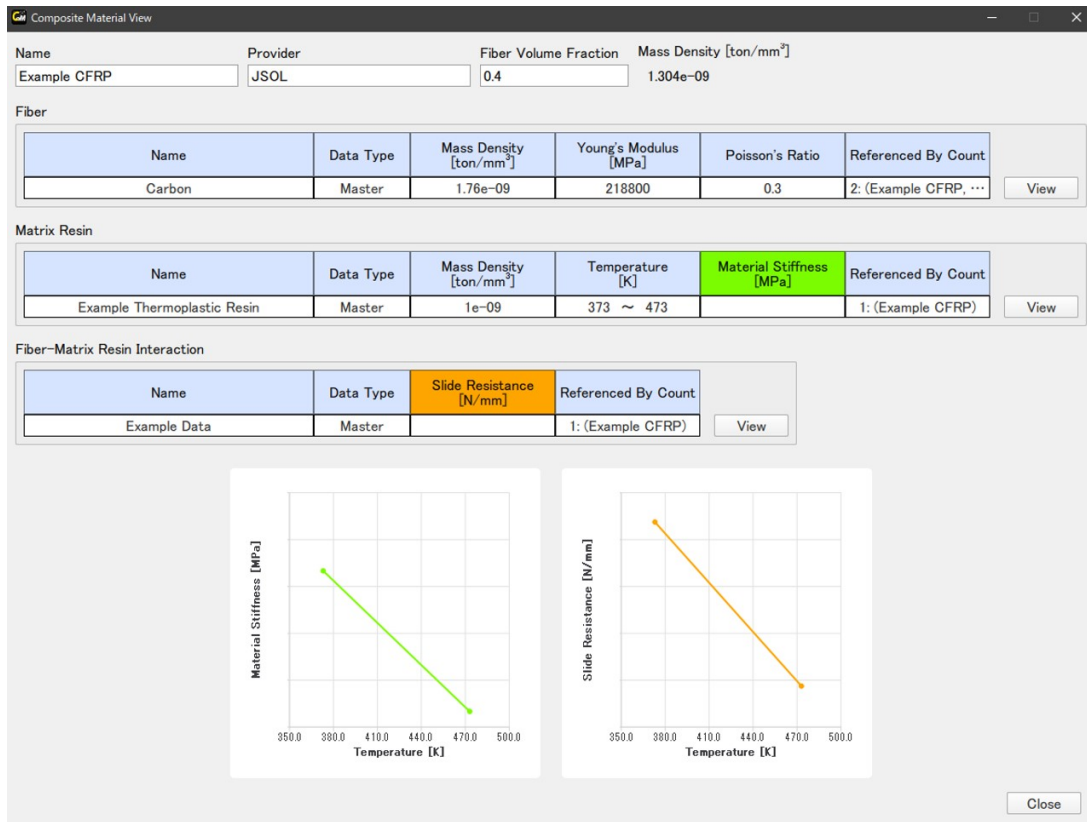 Composite Material View
Name Provider Fiber Volume Fraction Mass Density [ton/mm³]
Example CFRP JSOL 0.4 1.304e-09
Fiber
Name Data Type Mass Density [ton/mm³] Young's Modulus [MPa] Poisson's Ratio Referenced By Count
Carbon Master 1.76e-09 218800 0.3 2: (Example CFRP, ··· View
Matrix Resin
Name Data Type Mass Density [ton/mm³] Temperature [K] Material Stiffness [MPa] Referenced By Count
Example Thermoplastic Resin Master 1e-09 373 ～ 473 1: (Example CFRP) View
Fiber-Matrix Resin Interaction
Name Data Type Slide Resistance [N/mm] Referenced By Count
Example Data Master 1: (Example CFRP) View
Material Stiffness [MPa]
350.0 380.0 410.0 440.0 470.0 500.0
Temperature [K]
Slide Resistance [N/mm]
350.0 380.0 410.0 440.0 470.0 500.0
Temperature [K]
Close